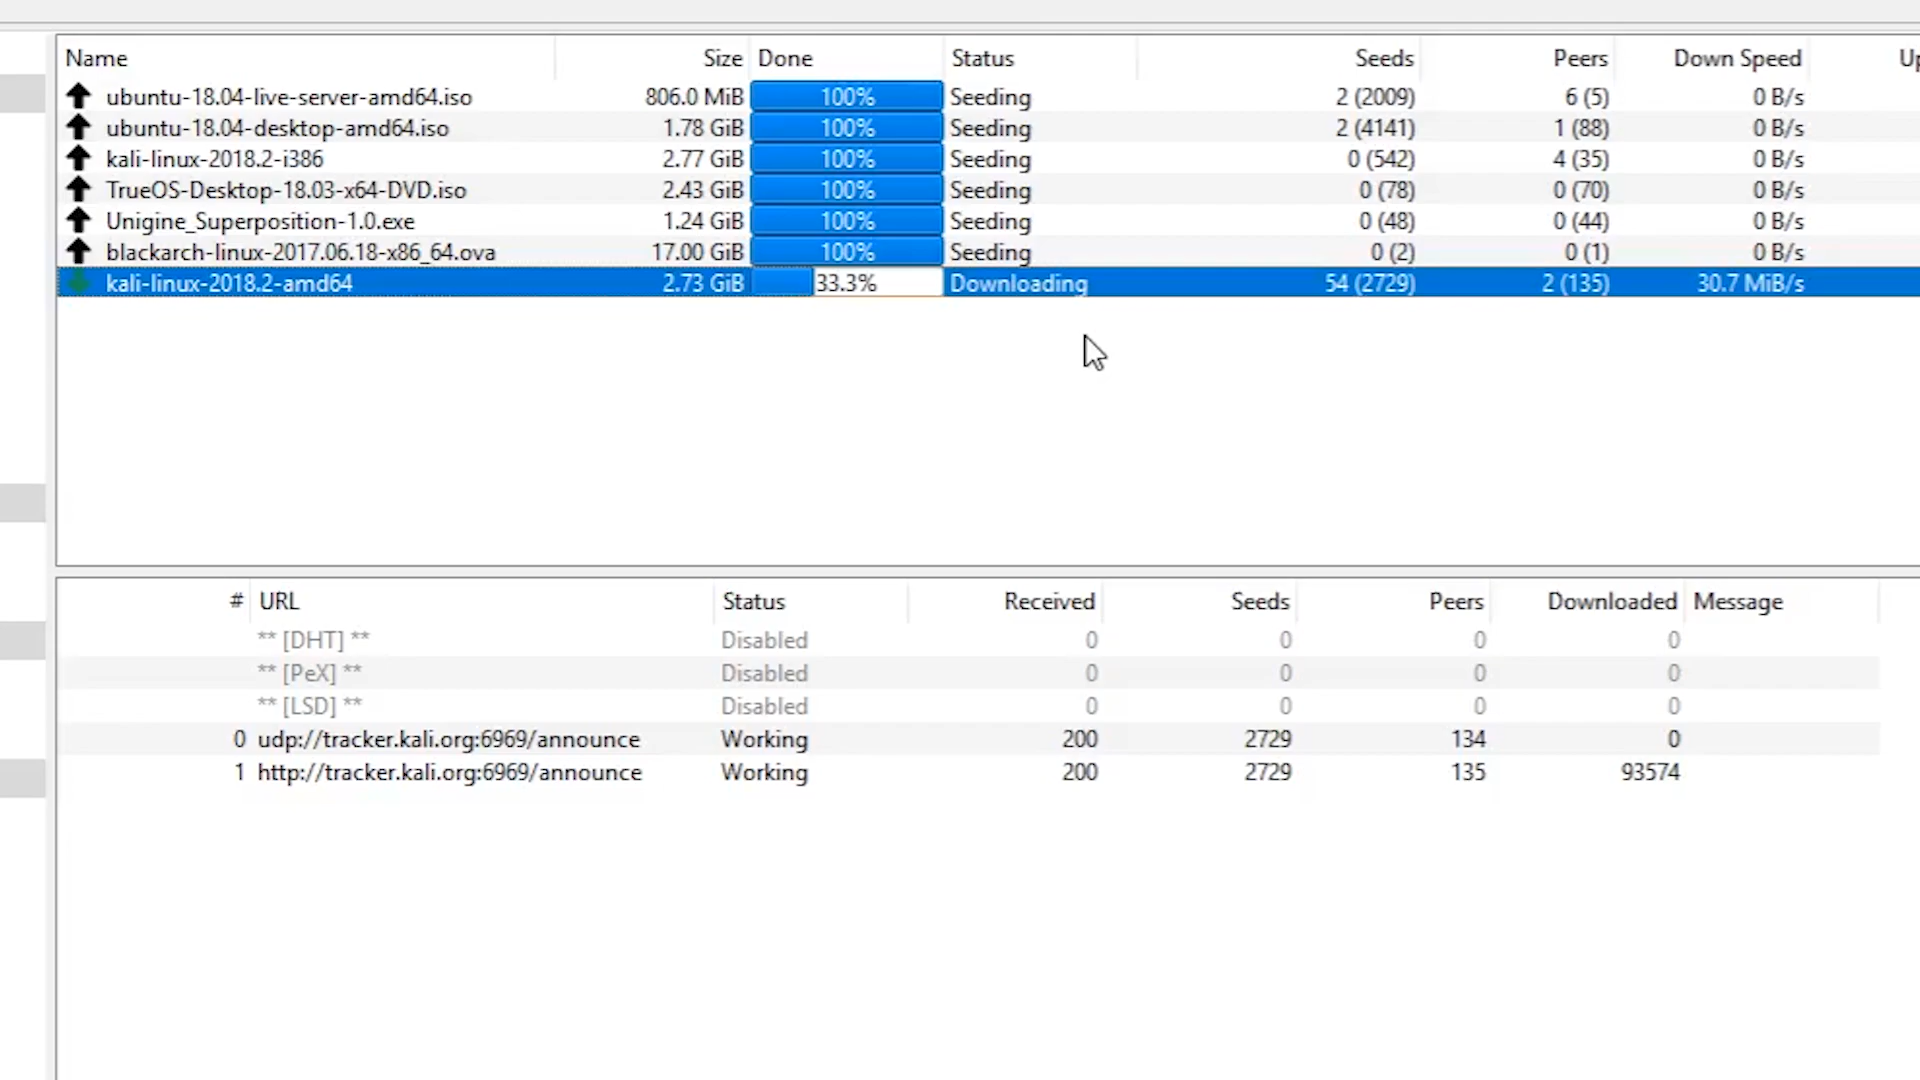 Name Size Done Status Seeds Peers Down Speed Up
ubuntu-18.04-live-server-amd64.iso 806.0 MiB 100% Seeding 2 (2009) 6 (5) 0 B/s
ubuntu-18.04-desktop-amd64.iso 1.78 GiB 100% Seeding 2 (4141) 1 (88) 0 B/s
kali-linux-2018.2-i386 2.77 GiB 100% Seeding 0 (542) 4 (35) 0 B/s
TrueOS-Desktop-18.03-x64-DVD.iso 2.43 GiB 100% Seeding 0 (78) 0 (70) 0 B/s
Unigine_Superposition-1.0.exe 1.24 GiB 100% Seeding 0 (48) 0 (44) 0 B/s
blackarch-linux-2017.06.18-x86_64.ova 17.00 GiB 100% Seeding 0 (2) 0 (1) 0 B/s
kali-linux-2018.2-amd64 2.73 GiB 33.3% Downloading 54 (2729) 2 (135) 30.7 MiB/s
# URL Status Received Seeds Peers Downloaded Message
** [DHT] ** Disabled 0 0 0 0
** [PeX] ** Disabled 0 0 0 0
** [LSD] ** Disabled 0 0 0 0
0 udp://tracker.kali.org:6969/announce Working 200 2729 134 0
1 http://tracker.kali.org:6969/announce Working 200 2729 135 93574